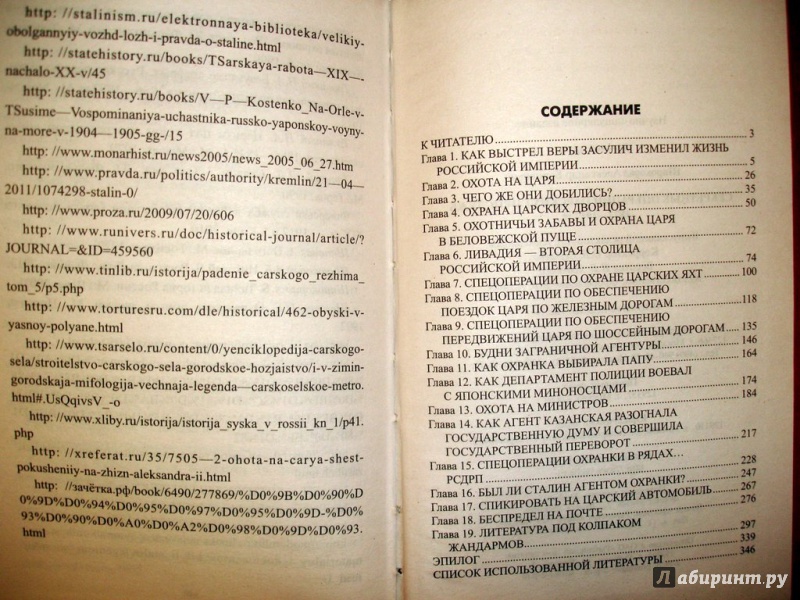 http: //stalinism.ru/elektronnaya-biblioteka/velikiy-
obolgannyiy-vozhd-lozh-i-pravda-o-staline.html
http: //statehistory.ru/books/TSarskaya-rabota—XIX—.
nachalo-XX-v/45
http: //statehistory.ru/books/V—P—Kostenko_Na-Orle-v-
TSusime—Vospominaniya-uchastnika-russko-yaponskoy-voyny-
na-more-v-1904—1905-gg-/15
http: //www.monarhist.ru/news2005/news_2005_06_27.htm
http: //www.pravda.ru/politics/authority/kremlin/21—04—
2011/1074298-stalin-0/
http: //www.proza.ru/2009/07/20/606
http: //www.runivers.ru/doc/historical-journal/article/?
JOURNAL=&ID=459560
http: //www.tinlib.ru/istorija/padenie_carskogo_rezhima_
tom_5/p5.php
http: //www.torturesru.com/dle/historical/462-obyski-v-
yasnoy-polyane.html
http: //www.tsarselo.ru/content/0/yenciklopedija-carskogo-
sela/stroitelstvo-carskogo-sela-gorodskoe-hozjaistvo/i-v-zimin-
gorodskaja-mifologija-vechnaja-legenda—carskoselskoe-metro.
html#.UsQqivsV_-o
http: //www.xliby.ru/istorija/istorija_syska_v_rossii_kn_1/p41.
php
http: //xreferat.ru/35/7505—2-ohota-na-carya-shest-
pokusheniiy-na-zhizn-aleksandra-ii.html
http: //зачётка.рф/book/6490/277869/%D0%9B%D0%90%D
0%9D%D0%94%D0%95%D0%97%D0%95%D0%9D-%D0%
93%D0%90%D0%A0%D0%A2%D0%98%D0%9D%D0%93.
html
СОДЕРЖАНИЕ
К ЧИТАТЕЛЮ 3
Глава 1. КАК ВЫСТРЕЛ ВЕРЫ ЗАСУЛИЧ ИЗМЕНИЛ ЖИЗНЬ
РОССИЙСКОЙ ИМПЕРИИ 5
Глава 2. ОХОТА НА ЦАРЯ 26
Глава 3. ЧЕГО ЖЕ ОНИ ДОБИЛИСЬ? 35
Глава 4. ОХРАНА ЦАРСКИХ ДВОРЦОВ 50
Глава 5. ОХОТНИЧЬИ ЗАБАВЫ И ОХРАНА ЦАРЯ
В БЕЛОВЕЖСКОЙ ПУЩЕ 72
Глава 6. ЛИВАДИЯ — ВТОРАЯ СТОЛИЦА
РОССИЙСКОЙ ИМПЕРИИ 74
Глава 7. СПЕЦОПЕРАЦИИ ПО ОХРАНЕ ЦАРСКИХ ЯХТ 100
Глава 8. СПЕЦОПЕРАЦИИ ПО ОБЕСПЕЧЕНИЮ
ПОЕЗДОК ЦАРЯ ПО ЖЕЛЕЗНЫМ ДОРОГАМ 118
Глава 9. СПЕЦОПЕРАЦИИ ПО ОБЕСПЕЧЕНИЮ
ПЕРЕДВИЖЕНИЙ ЦАРЯ ПО ШОССЕЙНЫМ ДОРОГАМ 135
Глава 10. БУДНИ ЗАГРАНИЧНОЙ АГЕНТУРЫ 146
Глава 11. КАК ОХРАНКА ВЫБИРАЛА ПАПУ 164
Глава 12. КАК ДЕПАРТАМЕНТ ПОЛИЦИИ ВОЕВАЛ
С ЯПОНСКИМИ МИНОНОСЦАМИ 174
Глава 13. ОХОТА НА МИНИСТРОВ 184
Глава 14. КАК АГЕНТ КАЗАНСКАЯ РАЗОГНАЛА
ГОСУДАРСТВЕННУЮ ДУМУ И СОВЕРШИЛА
ГОСУДАРСТВЕННЫЙ ПЕРЕВОРОТ 217
Глава 15. СПЕЦОПЕРАЦИИ ОХРАНКИ В РЯДАХ...
РСДРП 228
Глава 16. БЫЛ ЛИ СТАЛИН АГЕНТОМ ОХРАНКИ? 247
Глава 17. СПИКИРОВАТЬ НА ЦАРСКИЙ АВТОМОБИЛЬ 267
Глава 18. БЕСПРЕДЕЛ НА ПОЧТЕ 276
Глава 19. ЛИТЕРАТУРА ПОД КОЛПАКОМ
ЖАНДАРМОВ 297
ЭПИЛОГ 339
СПИСОК ИСПОЛЬЗОВАННОЙ ЛИТЕРАТУРЫ 346
Лабиринт.ру